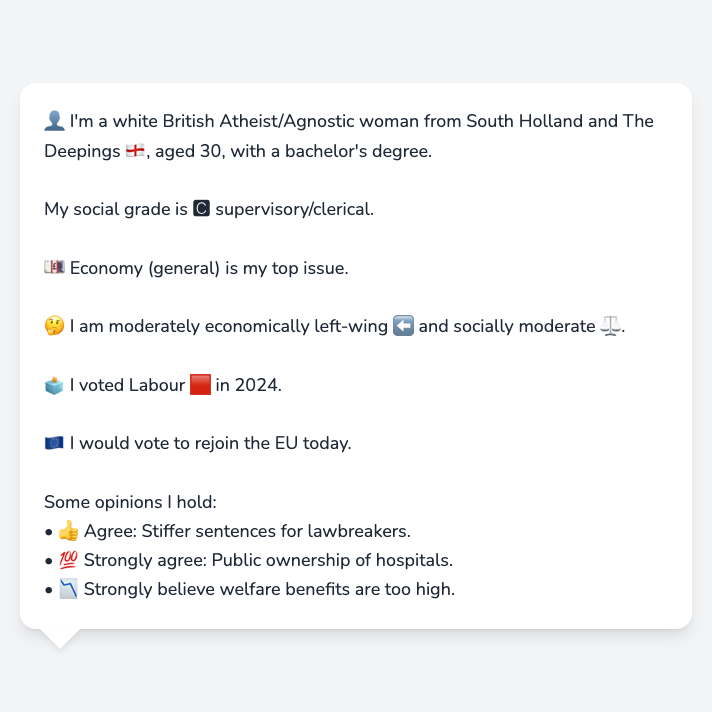 👤 I'm a white British Atheist/Agnostic woman from South Holland and The
Deepings 🏴󠁧󠁢󠁥󠁮󠁧󠁿, aged 30, with a bachelor's degree.
My social grade is 🅲 supervisory/clerical.
💷 Economy (general) is my top issue.
🤔 I am moderately economically left-wing ⬅️ and socially moderate ⚖️.
🗳️ I voted Labour 🟥 in 2024.
🇪🇺 I would vote to rejoin the EU today.
Some opinions I hold:
• 👍 Agree: Stiffer sentences for lawbreakers.
• 💯 Strongly agree: Public ownership of hospitals.
• 📉 Strongly believe welfare benefits are too high.